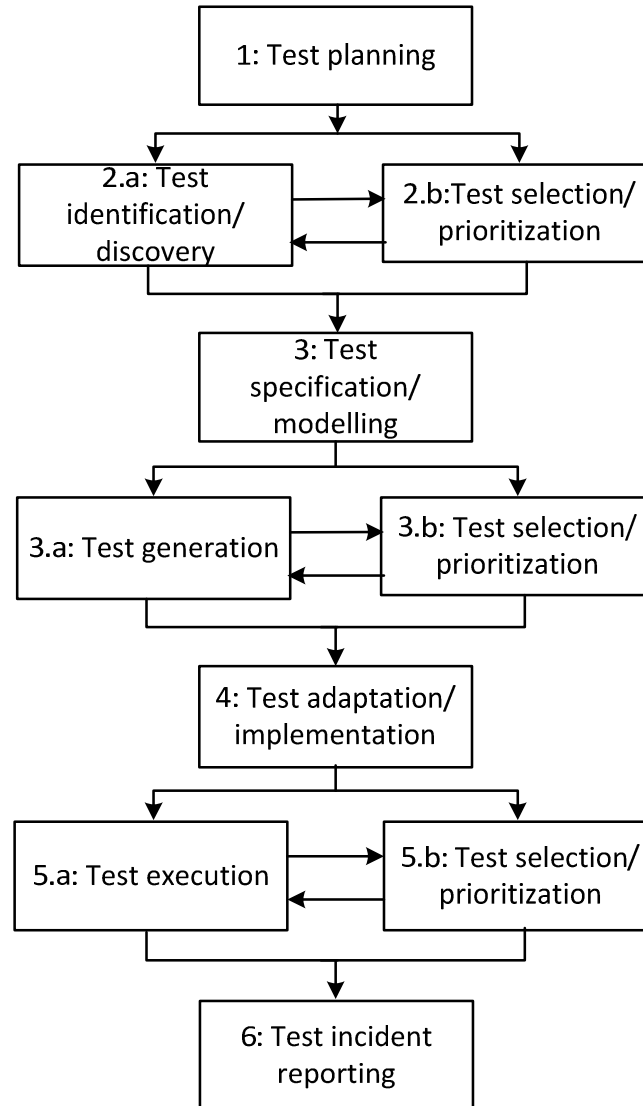 1: Test planning
2.a: Test
identification/
discovery
2.b:Test selection/
prioritization
3: Test
specification/
modelling
3.a: Test generation
3.b: Test selection/
prioritization
4: Test adaptation/
implementation
5.a: Test execution
5.b: Test selection/
prioritization
6: Test incident
reporting